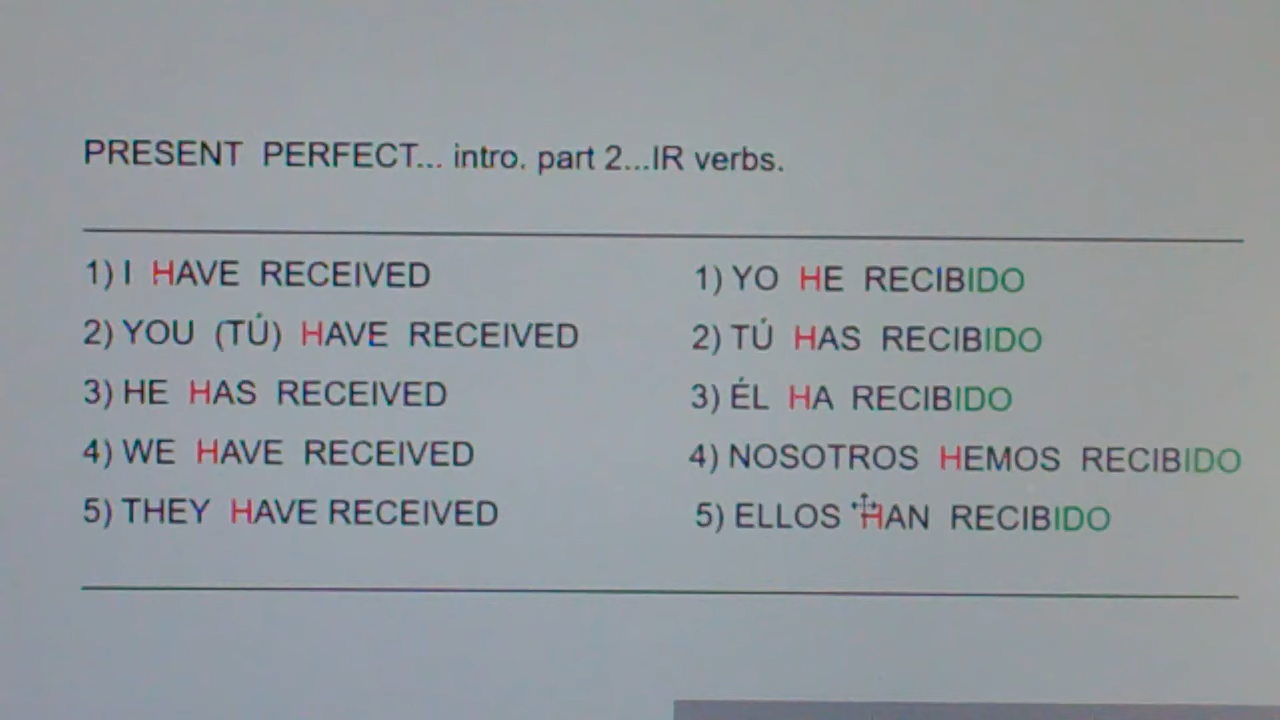 PRESENT PERFECT... intro. part 2...IR verbs.
1) I HAVE RECEIVED
2) YOU (TÚ) HAVE RECEIVED
3) HE HAS RECEIVED
4) WE HAVE RECEIVED
5) THEY HAVE RECEIVED
1) YO HE RECIBIDO
2) TÚ HAS RECIBIDO
3) ÉL HA RECIBIDO
4) NOSOTROS HEMOS RECIBIDO
5) ELLOS HAN RECIBIDO